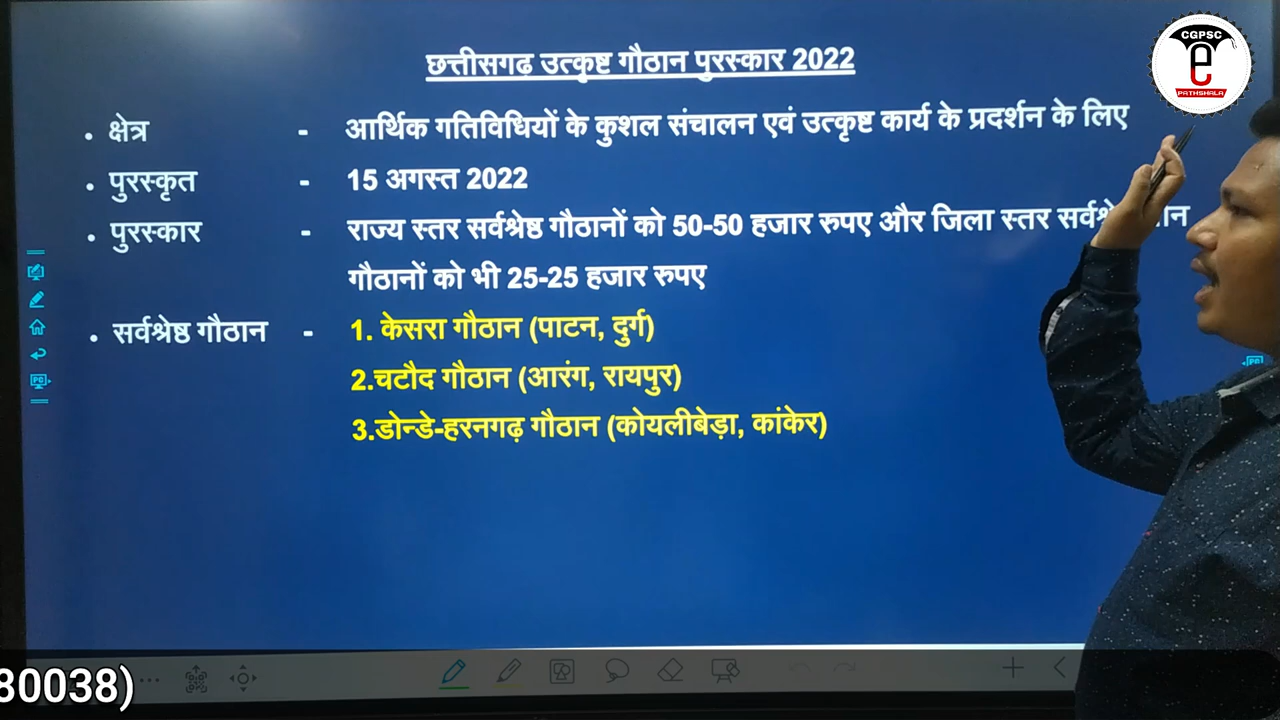 CGPSC
e
PATHSHALA
छत्तीसगढ उत्कृष्ट गौठान पुरस्कार 2022
• क्षेत्र - आर्थिक गतिविधियों के कुशल संचालन एवं उत्कृष्ट कार्य के प्रदर्शन के लिए
• पुरस्कृत - 15 अगस्त 2022
• पुरस्कार - राज्य स्तर सर्वश्रेष्ठ गौठानों को 50-50 हजार रुपए और जिला स्तर
गौठानों को भी 25-25 हजार रुपए
• सर्वश्रेष्ठ गौठान - 1. केसरा गौठान (पाटन, दुर्ग)
2.चटौद गौठान (आरंग, रायपुर)
3.डोन्डे-हरनगढ़ गौठान (कोयलीबेड़ा, कांकेर)
80038)